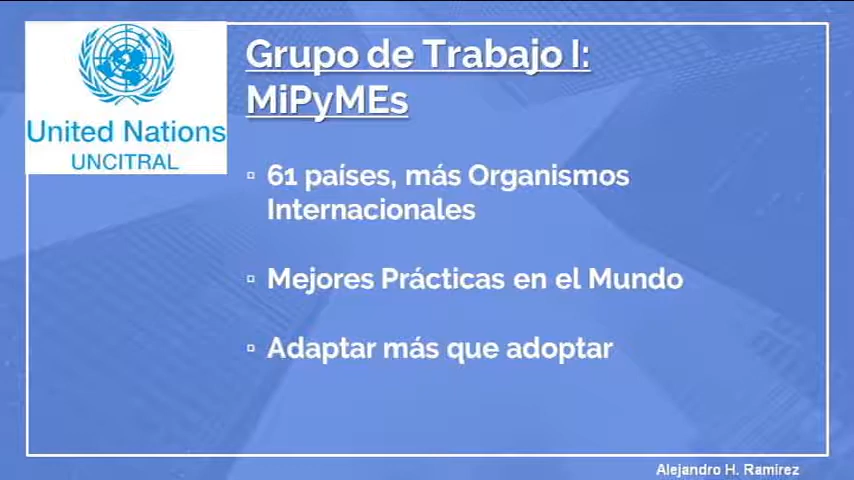 United Nations
UNCITRAL
Grupo de Trabajo I:
MiPyMEs
61 países, más Organismos
Internacionales
Mejores Prácticas en el Mundo
Adaptar más que adoptar
Alejandro H. Ramírez